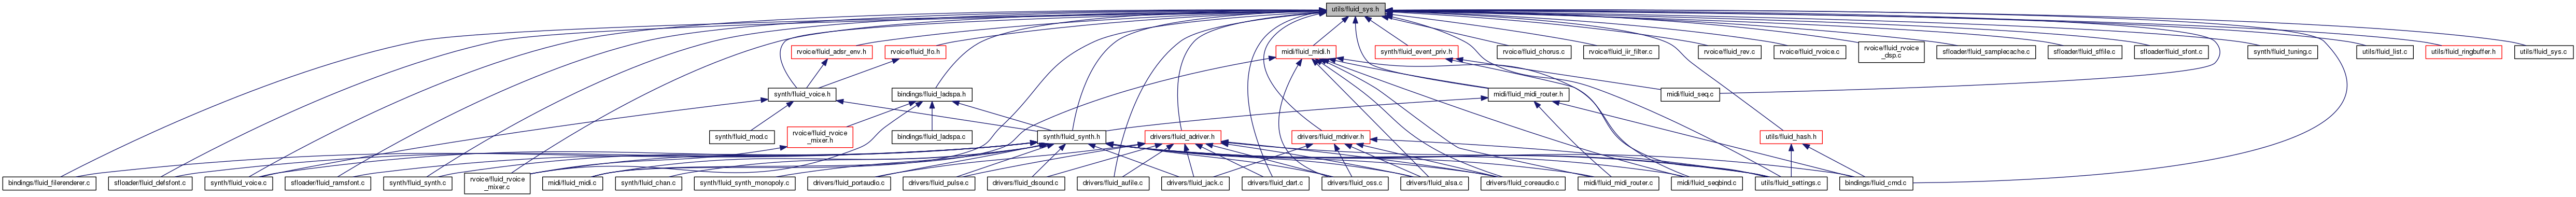 utils/fluid_sys.h
rvoice/fluid_adsr_env.h
rvoice/fluid_lfo.h
midi/fluid_midi.h
synth/fluid_event_priv.h
rvoice/fluid_chorus.c
rvoice/fluid_iir_filter.c
rvoice/fluid_rev.c
rvoice/fluid_rvoice.c
rvoice/fluid_rvoice
_dsp.c
sfloader/fluid_samplecache.c
sfloader/fluid_sffile.c
sfloader/fluid_sfont.c
synth/fluid_tuning.c
utils/fluid_list.c
utils/fluid_ringbuffer.h
utils/fluid_sys.c
synth/fluid_voice.h
bindings/fluid_ladspa.h
midi/fluid_midi_router.h
midi/fluid_seq.c
synth/fluid_mod.c
rvoice/fluid_rvoice
_mixer.h
bindings/fluid_ladspa.c
synth/fluid_synth.h
drivers/fluid_adriver.h
drivers/fluid_mdriver.h
utils/fluid_hash.h
bindings/fluid_filerenderer.c
sfloader/fluid_defsfont.c
synth/fluid_voice.c
sfloader/fluid_ramsfont.c
synth/fluid_synth.c
rvoice/fluid_rvoice
_mixer.c
midi/fluid_midi.c
synth/fluid_chan.c
synth/fluid_synth_monopoly.c
drivers/fluid_portaudio.c
drivers/fluid_pulse.c
drivers/fluid_dsound.c
drivers/fluid_aufile.c
drivers/fluid_jack.c
drivers/fluid_dart.c
drivers/fluid_oss.c
drivers/fluid_alsa.c
drivers/fluid_coreaudio.c
midi/fluid_midi_router.c
midi/fluid_seqbind.c
utils/fluid_settings.c
bindings/fluid_cmd.c